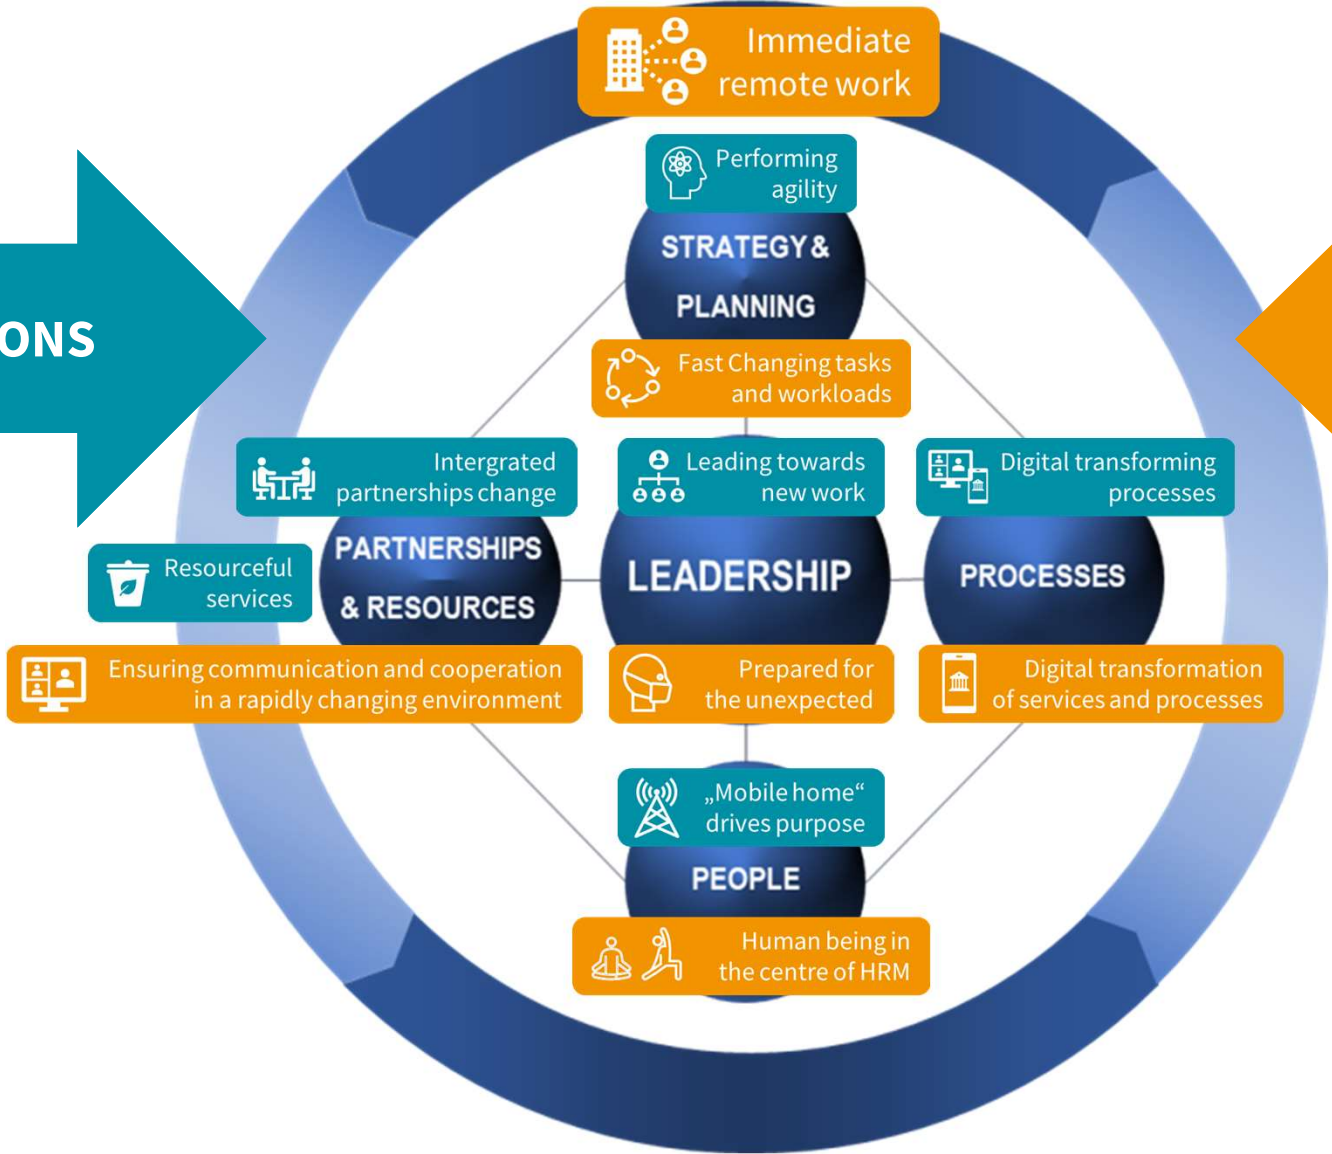 Immediate
remote work
Performing
agility
STRATEGY &
PLANNING
ONS
Fast Changing tasks
and workloads
Intergrated
partnerships change
Leading towards
new work
Digital transforming
processes
PARTNERSHIPS
& RESOURCES
LEADERSHIP
PROCESSES
Resourceful
services
Ensuring communication and cooperation
in a rapidly changing environment
Prepared for
the unexpected
Digital transformation
of services and processes
„Mobile home“
drives purpose
PEOPLE
Human being in
the centre of HRM